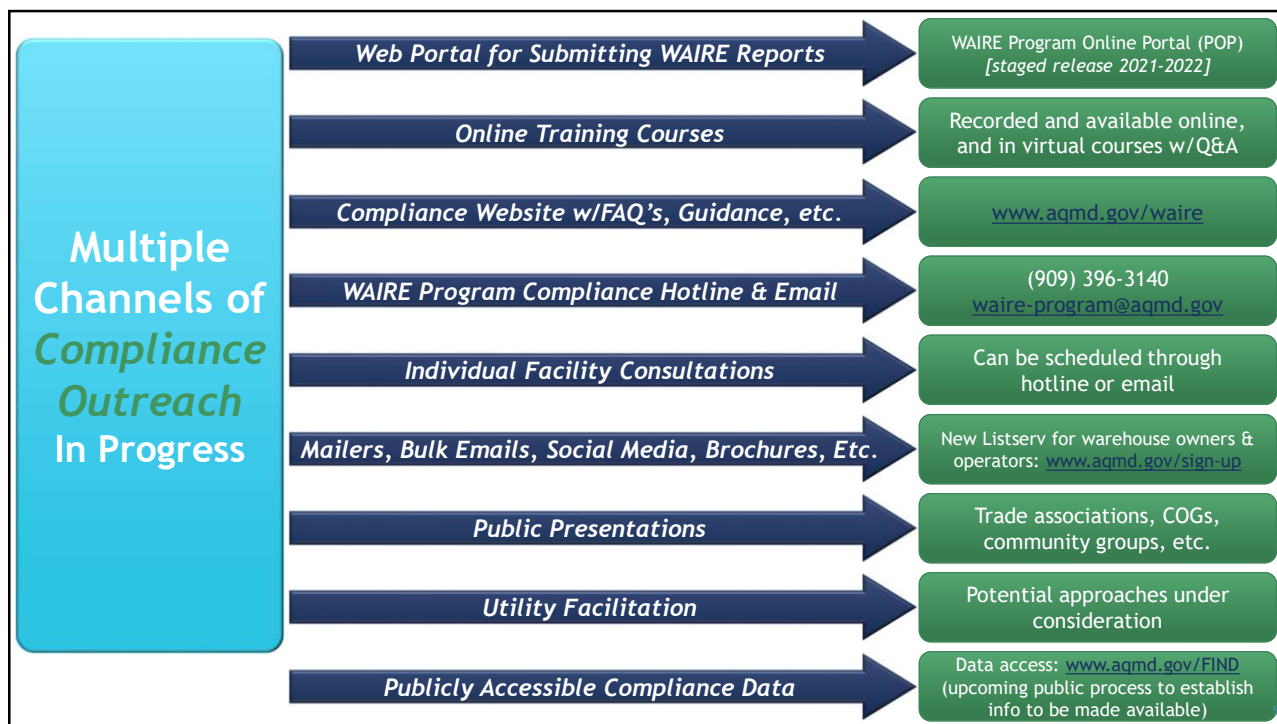 Multiple
Channels of
Compliance
Outreach
In Progress
Web Portal for Submitting WAIRE Reports
WAIRE Program Online Portal (POP)
[staged release 2021-2022]
Online Training Courses
Recorded and available online,
and in virtual courses w/Q&A
Compliance Website w/FAQ's, Guidance, etc.
www.aqmd.gov/waire
WAIRE Program Compliance Hotline & Email
(909) 396-3140
waire-program@aqmd.gov
Individual Facility Consultations
Can be scheduled through
hotline or email
Mailers, Bulk Emails, Social Media, Brochures, Etc.
New Listserv for warehouse owners &
operators: www.aqmd.gov/sign-up
Public Presentations
Trade associations, COGs,
community groups, etc.
Utility Facilitation
Potential approaches under
consideration
Publicly Accessible Compliance Data
Data access: www.aqmd.gov/FIND
(upcoming public process to establish
info to be made available)